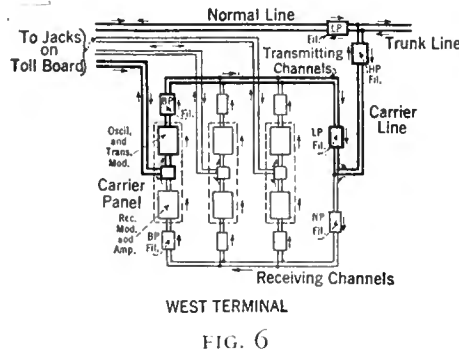 Normal Line
LP
Fil.
To Jacks
on
Toll Board
Transmitting
Channels
Trunk Line
HP
Fil.
Carrier
Line
BP
Fil.
Oscil.
and
Trans.
Mod.
LP
Fil.
Carrier
Panel
Rec.
Mod.
and
Amp.
BP
Fil.
HP
Fil.
Receiving Channels
WEST TERMINAL
FIG. 6